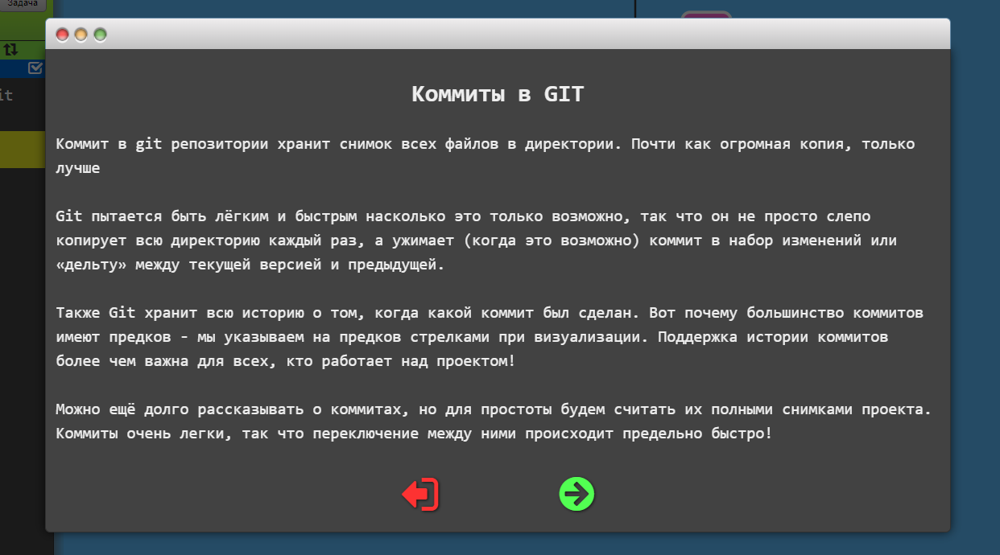 Задача
it
Коммиты в GIT
Коммит в git репозитории хранит снимок всех файлов в директории. Почти как огромная копия, только
лучше
Git пытается быть лёгким и быстрым насколько это только возможно, так что он не просто слепо
копирует всю директорию каждый раз, а ужимает (когда это возможно) коммит в набор изменений или
«дельту» между текущей версией и предыдущей.
Также Git хранит всю историю о том, когда какой коммит был сделан. Вот почему большинство коммитов
имеют предков - мы указываем на предков стрелками при визуализации. Поддержка истории коммитов
более чем важна для всех, кто работает над проектом!
Можно ещё долго рассказывать о коммитах, но для простоты будем считать их полными снимками проекта.
Коммиты очень легки, так что переключение между ними происходит предельно быстро!